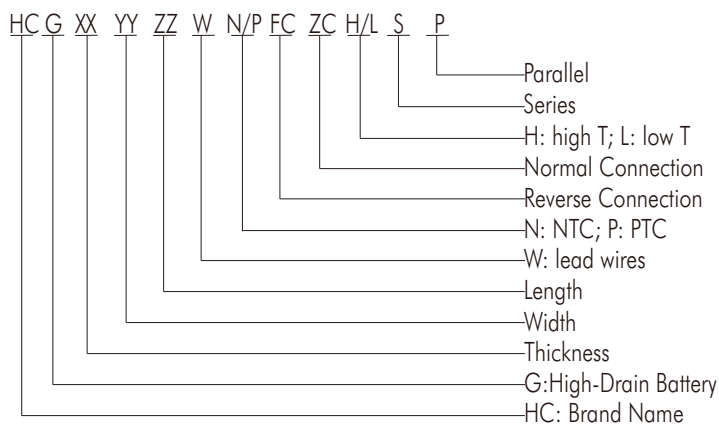 HC G XX YY ZZ W N/P FC ZC H/L S P
Parallel
Series
H: high T; L: low T
Normal Connection
Reverse Connection
N: NTC; P: PTC
W: lead wires
Length
Width
Thickness
G:High-Drain Battery
HC: Brand Name